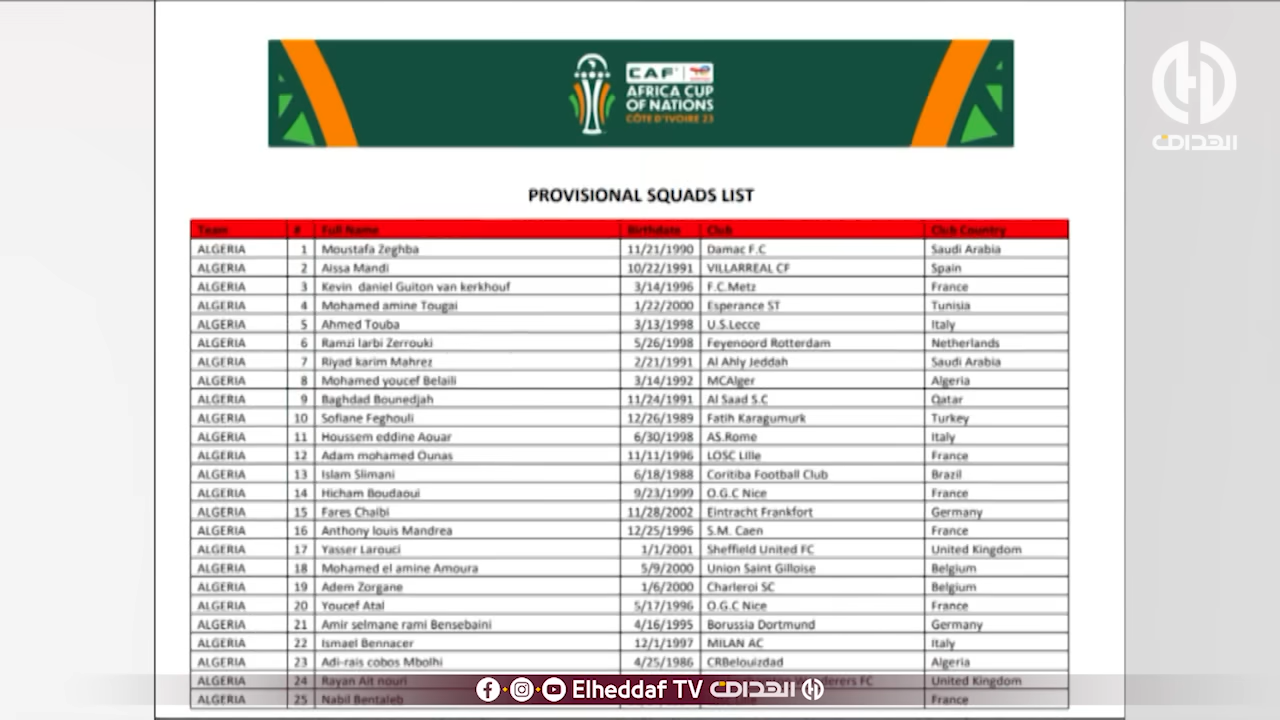 الهداف
CAF
AFRICA CUP
OF NATIONS
CÔTE D'IVOIRE 23
PROVISIONAL SQUADS LIST
Team # Full Name Birthdate Club Club Country
ALGERIA 1 Moustafa Zeghba 11/21/1990 Damac F.C Saudi Arabia
ALGERIA 2 Aissa Mandi 10/22/1991 VILLARREAL CF Spain
ALGERIA 3 Kevin daniel Guiton van kerkhouf 3/14/1996 F.C.Metz France
ALGERIA 4 Mohamed amine Tougai 1/22/2000 Esperance ST Tunisia
ALGERIA 5 Ahmed Touba 3/13/1998 U.S.Lecce Italy
ALGERIA 6 Ramzi larbi Zerrouki 5/26/1998 Feyenoord Rotterdam Netherlands
ALGERIA 7 Riyad karim Mahrez 2/21/1991 Al Ahly Jeddah Saudi Arabia
ALGERIA 8 Mohamed youcef Belaili 3/14/1992 MCAlger Algeria
ALGERIA 9 Baghdad Bounedjah 11/24/1991 Al Saad S.C Qatar
ALGERIA 10 Sofiane Feghouli 12/26/1989 Fatih Karagumurk Turkey
ALGERIA 11 Houssem eddine Aouar 6/30/1998 AS.Rome Italy
ALGERIA 12 Adam mohamed Ounas 11/11/1996 LOSC Lille France
ALGERIA 13 Islam Slimani 6/18/1988 Coritiba Football Club Brazil
ALGERIA 14 Hicham Boudaoui 9/23/1999 O.G.C Nice France
ALGERIA 15 Fares Chaibi 11/28/2002 Eintracht Frankfort Germany
ALGERIA 16 Anthony louis Mandrea 12/25/1996 S.M. Caen France
ALGERIA 17 Yasser Larouci 1/1/2001 Sheffield United FC United Kingdom
ALGERIA 18 Mohamed el amine Amoura 5/9/2000 Union Saint Gilloise Belgium
ALGERIA 19 Adem Zorgane 1/6/2000 Charleroi SC Belgium
ALGERIA 20 Youcef Atal 5/17/1996 O.G.C Nice France
ALGERIA 21 Amir selmane rami Bensebaini 4/16/1995 Borussia Dortmund Germany
ALGERIA 22 Ismael Bennacer 12/1/1997 MILAN AC Italy
ALGERIA 23 Adi-rais cobos Mbolhi 4/25/1986 CRBelouizdad Algeria
ALGERIA 24 Rayan Ait nouri FC United Kingdom
ALGERIA 25 Nabil Bentaleb France
Elheddaf TV الهداف